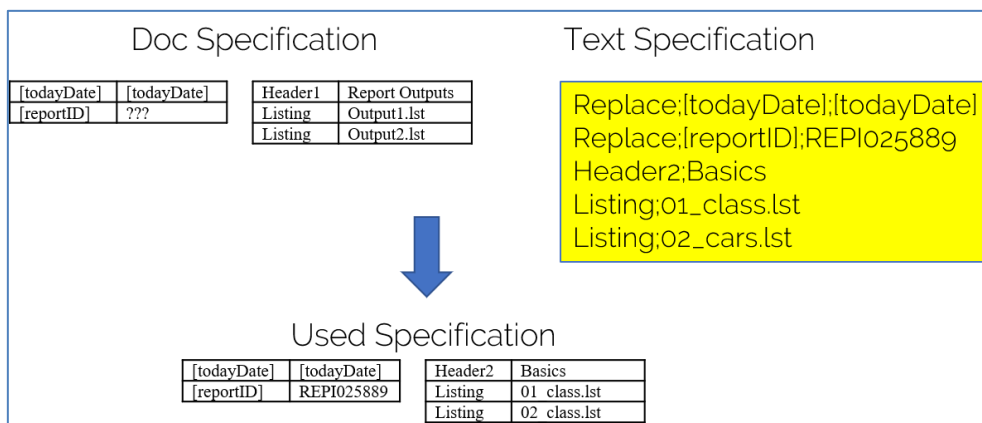 Doc Specification
Text Specification
[todayDate] [todayDate]
[reportID] ???
Header1 Report Outputs
Listing Output1.lst
Listing Output2.lst
Replace;[todayDate];[todayDate]
Replace;[reportID];REPI025889
Header2;Basics
Listing;01_class.lst
Listing;02_cars.lst
Used Specification
[todayDate] [todayDate]
[reportID] REPI025889
Header2 Basics
Listing 01_class.lst
Listing 02_class.lst